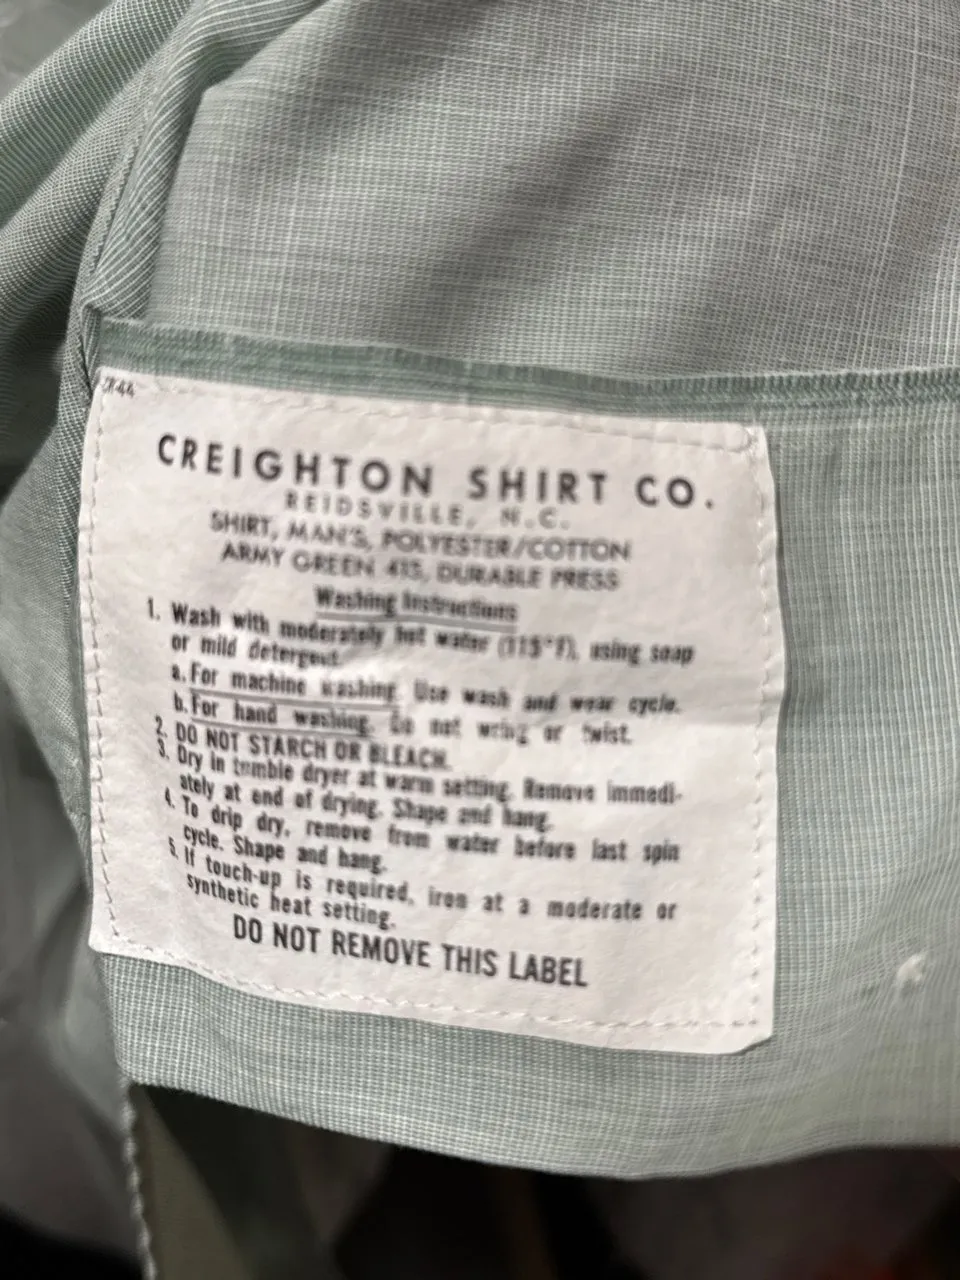 CREIGHTON SHIRT CO.
REIDSVILLE, N.C.
SHIRT, MAN'S, POLYESTER/COTTON
ARMY GREEN 415, DURABLE PRESS
Washing Instructions
1. Wash with moderately hot water (115°F), using soap
or mild detergent.
a. For machine washing. Use wash and wear cycle.
b. For hand washing. Do not wring or twist.
2. DO NOT STARCH OR BLEACH.
3. Dry in tumble dryer at warm setting. Remove immedi-
ately at end of drying. Shape and hang.
4. To drip dry, remove from water before last spin
cycle. Shape and hang.
5. If touch-up is required, iron at a moderate or
synthetic heat setting.
DO NOT REMOVE THIS LABEL